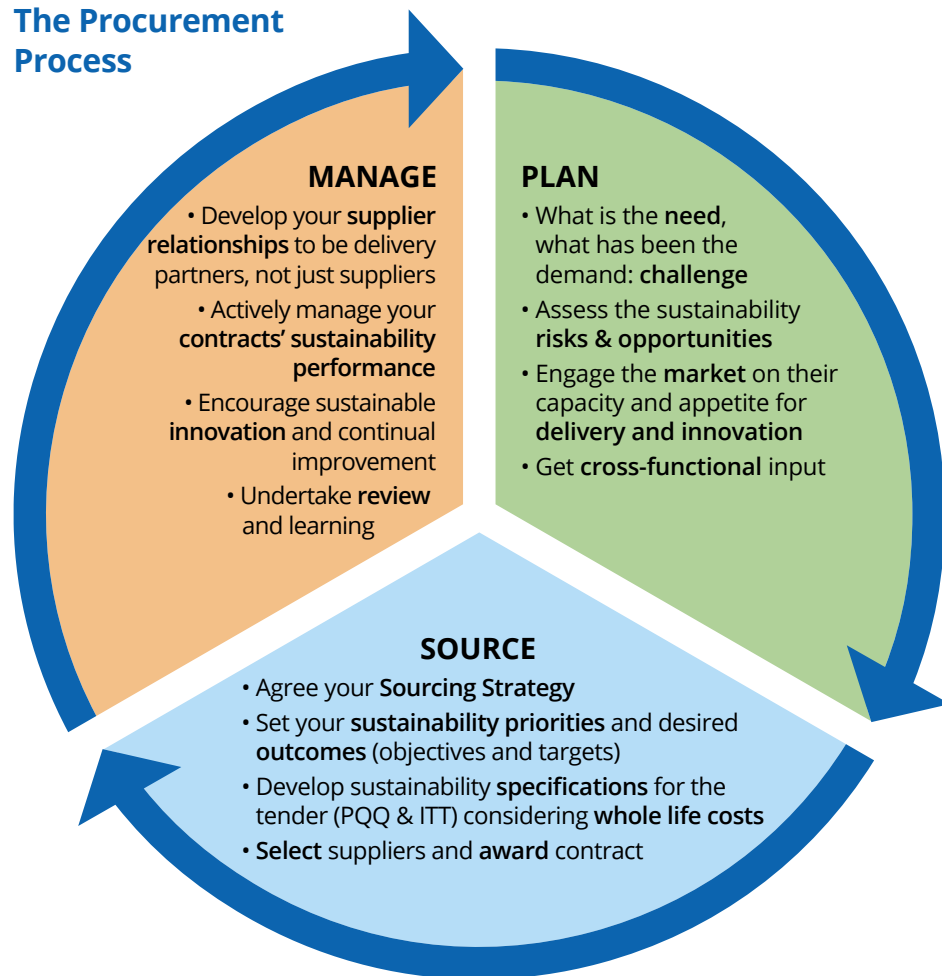 The Procurement
Process
MANAGE
• Develop your supplier
relationships to be delivery
partners, not just suppliers
• Actively manage your
contracts’ sustainability
performance
• Encourage sustainable
innovation and continual
improvement
• Undertake review
and learning
PLAN
• What is the need,
what has been the
demand: challenge
• Assess the sustainability
risks & opportunities
• Engage the market on their
capacity and appetite for
delivery and innovation
• Get cross-functional input
SOURCE
• Agree your Sourcing Strategy
• Set your sustainability priorities and desired
outcomes (objectives and targets)
• Develop sustainability specifications for the
tender (PQQ & ITT) considering whole life costs
• Select suppliers and award contract